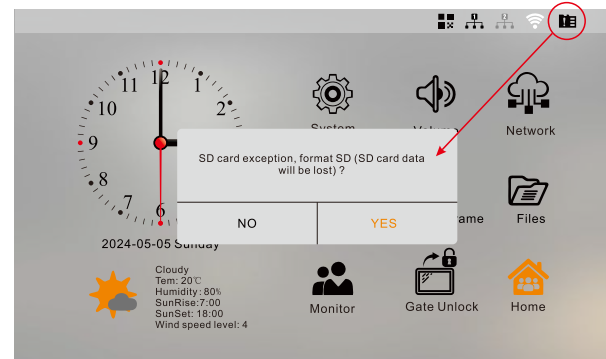 12
11
1
10
2
9
8
7
6
System
Network
SD card exception, format SD (SD card data
will be lost) ?
NO
YES
ame
Files
2024-05-05 Sunday
Cloudy
Tem: 20℃
Humidity: 80%
SunRise:7:00
SunSet: 18:00
Wind speed level: 4
Monitor
Gate Unlock
Home